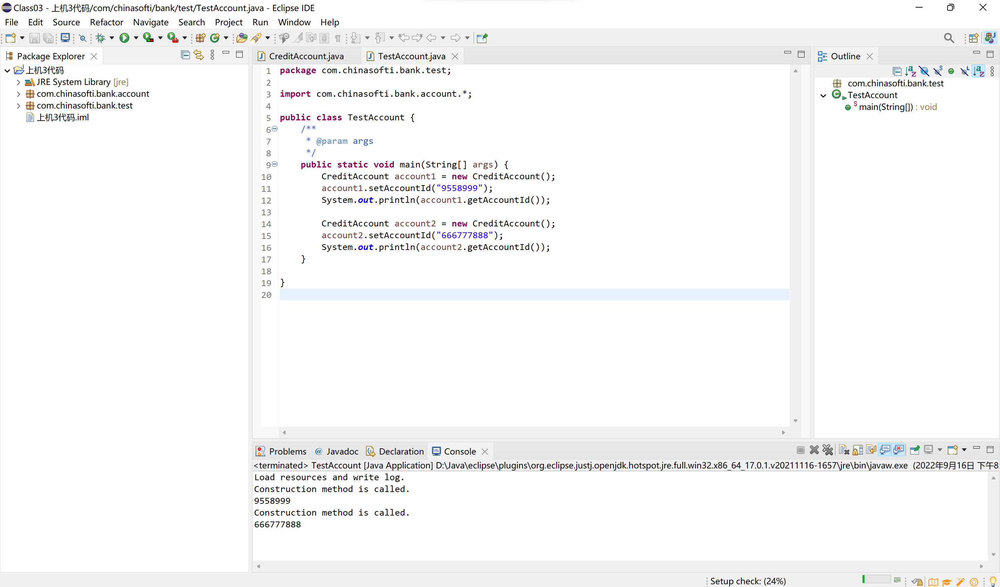 Class03 - 上机3代码/com/chinasofti/bank/test/TestAccount.java - Eclipse IDE
File Edit Source Refactor Navigate Search Project Run Window Help
Package Explorer
上机3代码
JRE System Library [jre]
com.chinasofti.bank.account
com.chinasofti.bank.test
上机3代码.iml
CreditAccount.java TestAccount.java
1 package com.chinasofti.bank.test;
2
3 import com.chinasofti.bank.account.*;
4
5 public class TestAccount {
6 /**
7 * @param args
8 */
9 public static void main(String[] args) {
10 CreditAccount account1 = new CreditAccount();
11 account1.setAccountId("9558999");
12 System.out.println(account1.getAccountId());
13
14 CreditAccount account2 = new CreditAccount();
15 account2.setAccountId("666777888");
16 System.out.println(account2.getAccountId());
17 }
18
19 }
20
Outline
com.chinasofti.bank.test
TestAccount
main(String[]) : void
Problems Javadoc Declaration Console
<terminated> TestAccount [Java Application] D:\Java\eclipse\plugins\org.eclipse.justj.openjdk.hotspot.jre.full.win32.x86_64_17.0.1.v20211116-1657\jre\bin\javaw.exe (2022年9月16日 下午8:
Load resources and write log.
Construction method is called.
9558999
Construction method is called.
666777888
Setup check: (24%)